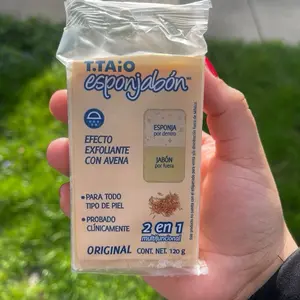 T.TAiO
esponjabón
EFECTO
EXFOLIANTE
CON AVENA
ESPONJA
por dentro
JABÓN
por fuera
•PARA TODO
TIPO DE PIEL
•PROBADO
CLÍNICAMENTE
2 en 1
multifuncional
ORIGINAL CONT. NET. 120 g